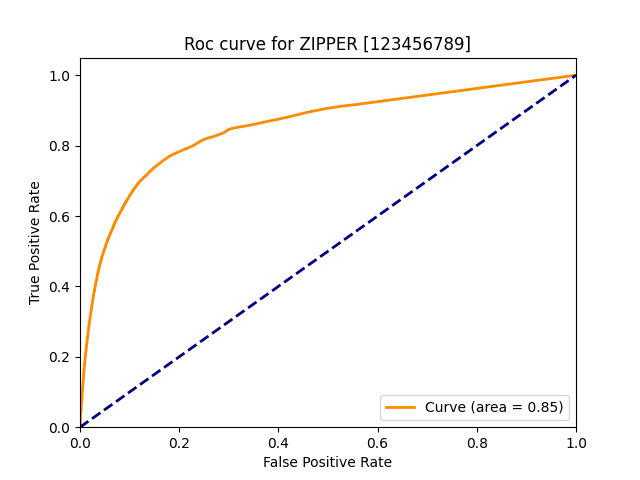 Roc curve for ZIPPER [123456789]
True Positive Rate
1.0
0.8
0.6
0.4
0.2
0.0
0.0 0.2 0.4 0.6 0.8 1.0
False Positive Rate
Curve (area = 0.85)